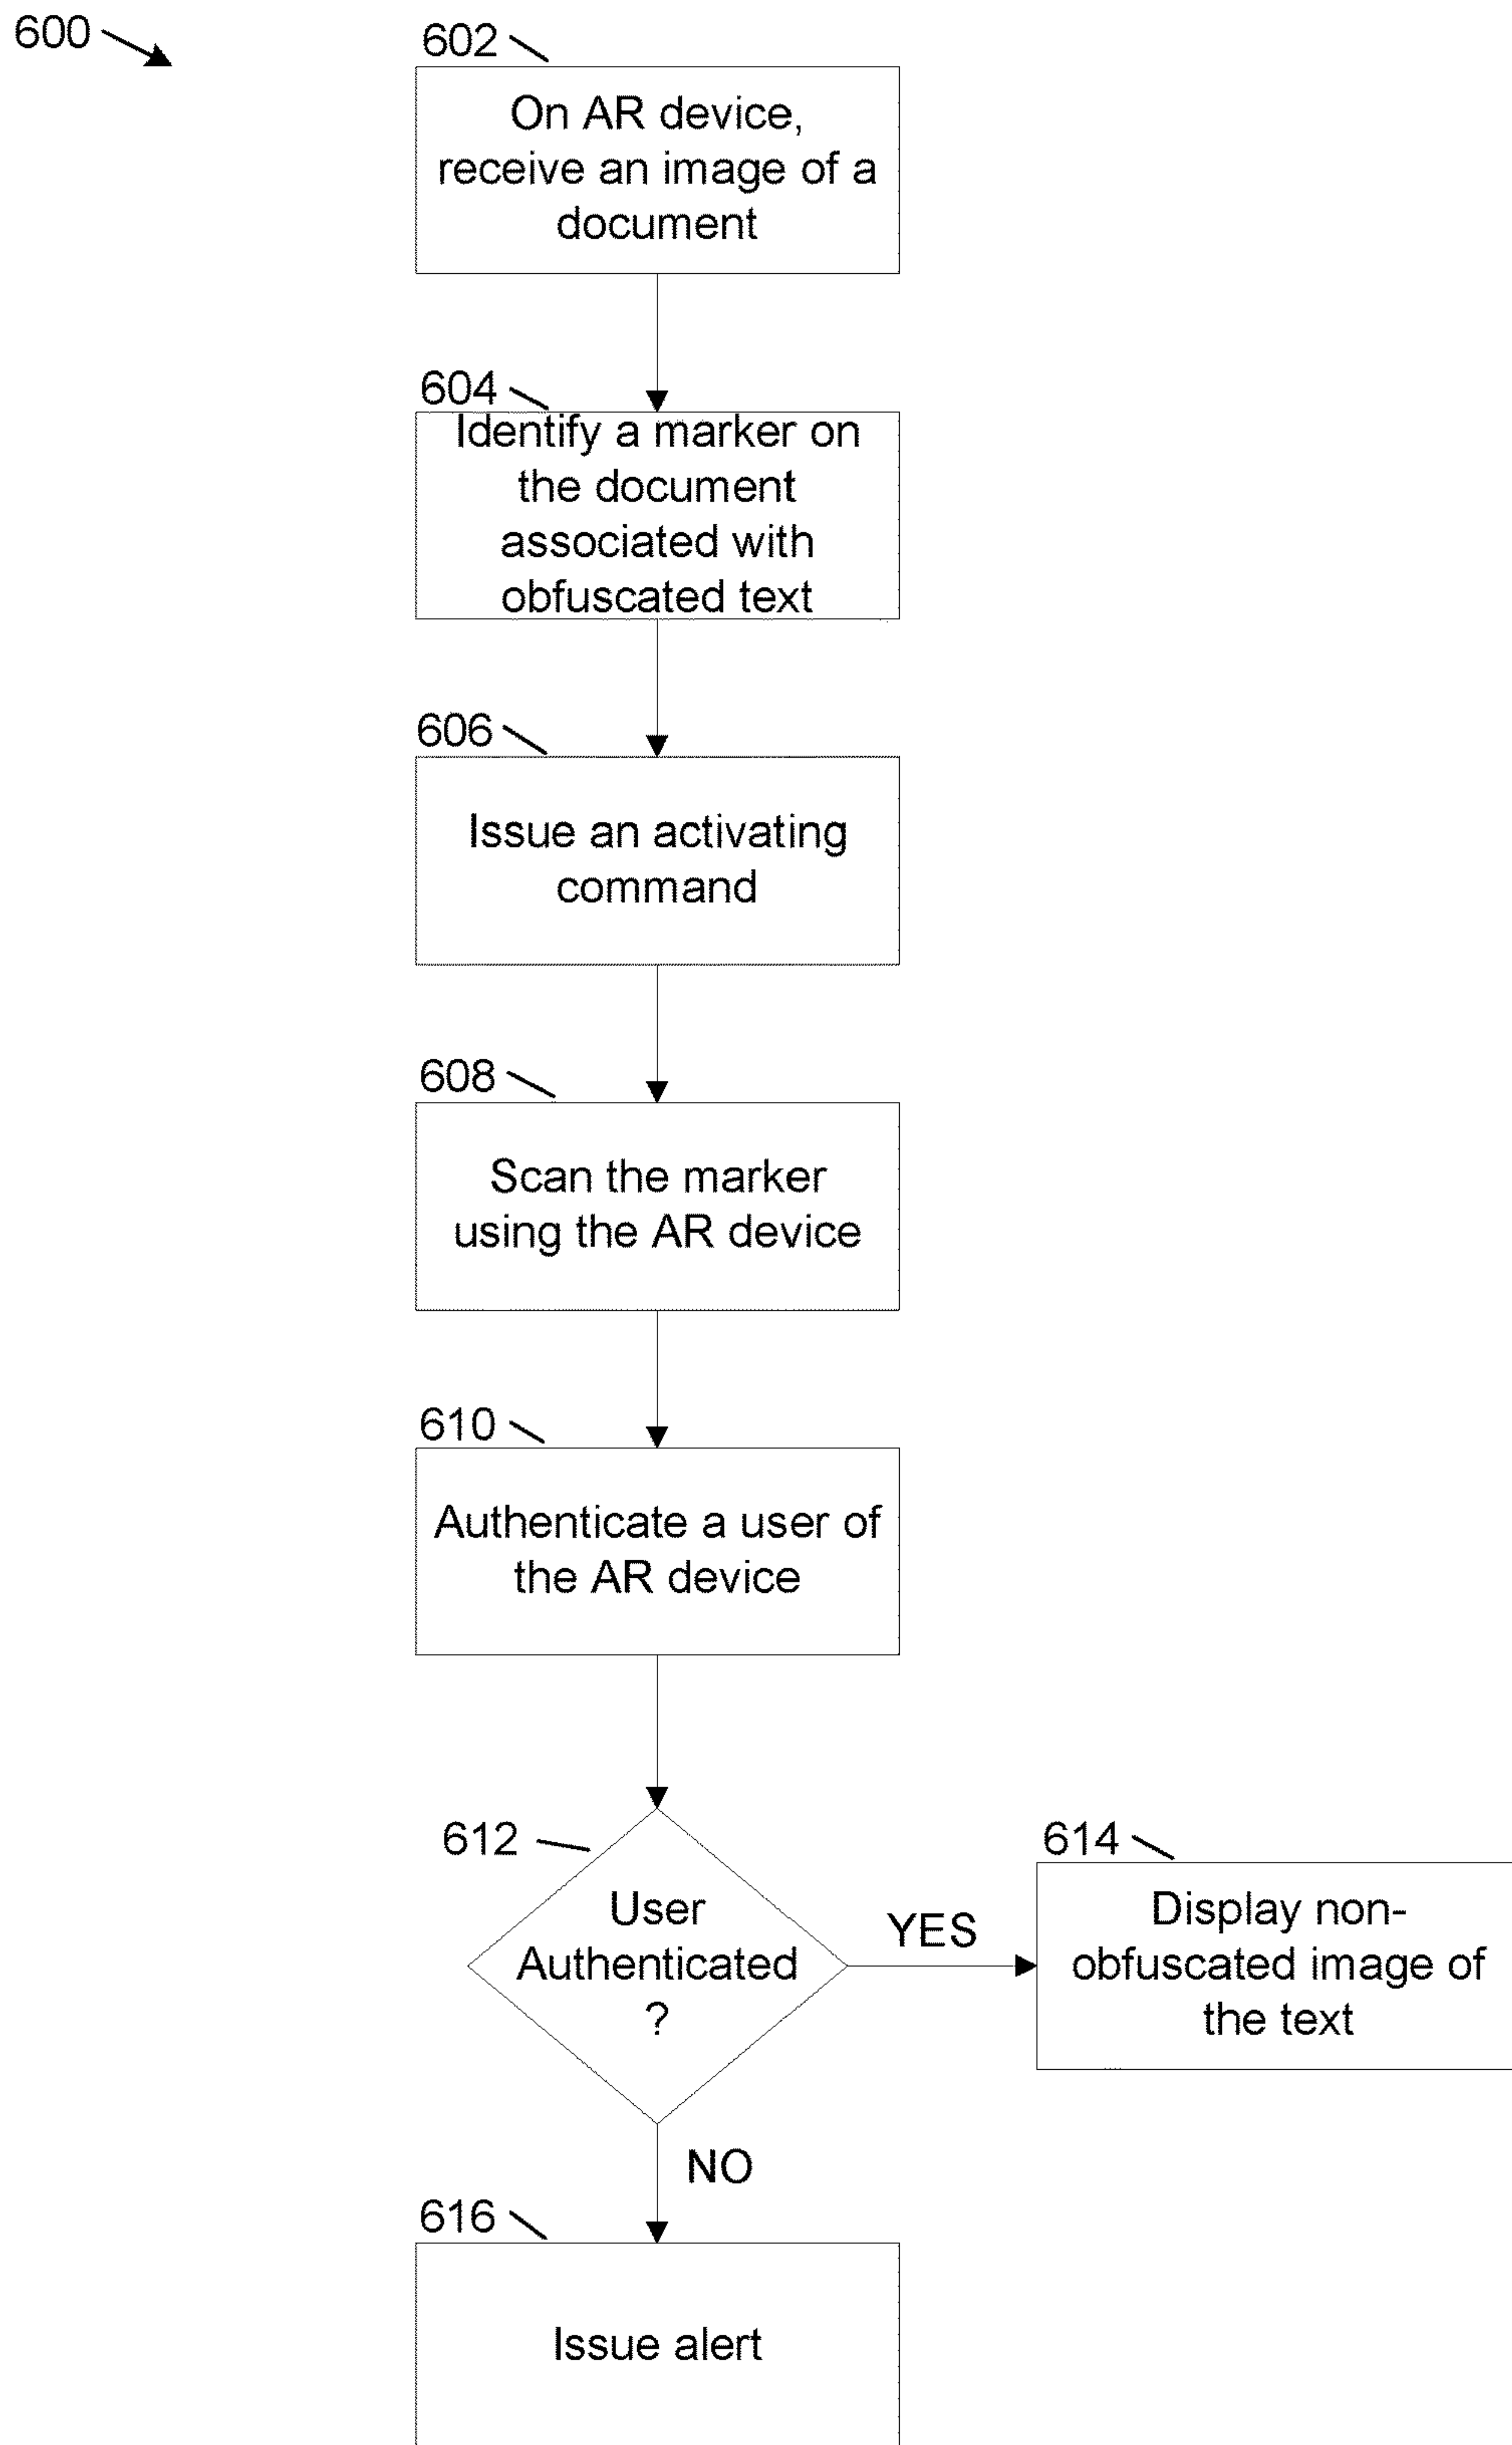 600
602
On AR device,
receive an image of a
document
604
Identify a marker on
the document
associated with
obfuscated text
606
Issue an activating
command
608
Scan the marker
using the AR device
610
Authenticate a user of
the AR device
612
User
Authenticated
?
YES
614
Display non-
obfuscated image of
the text
NO
616
Issue alert